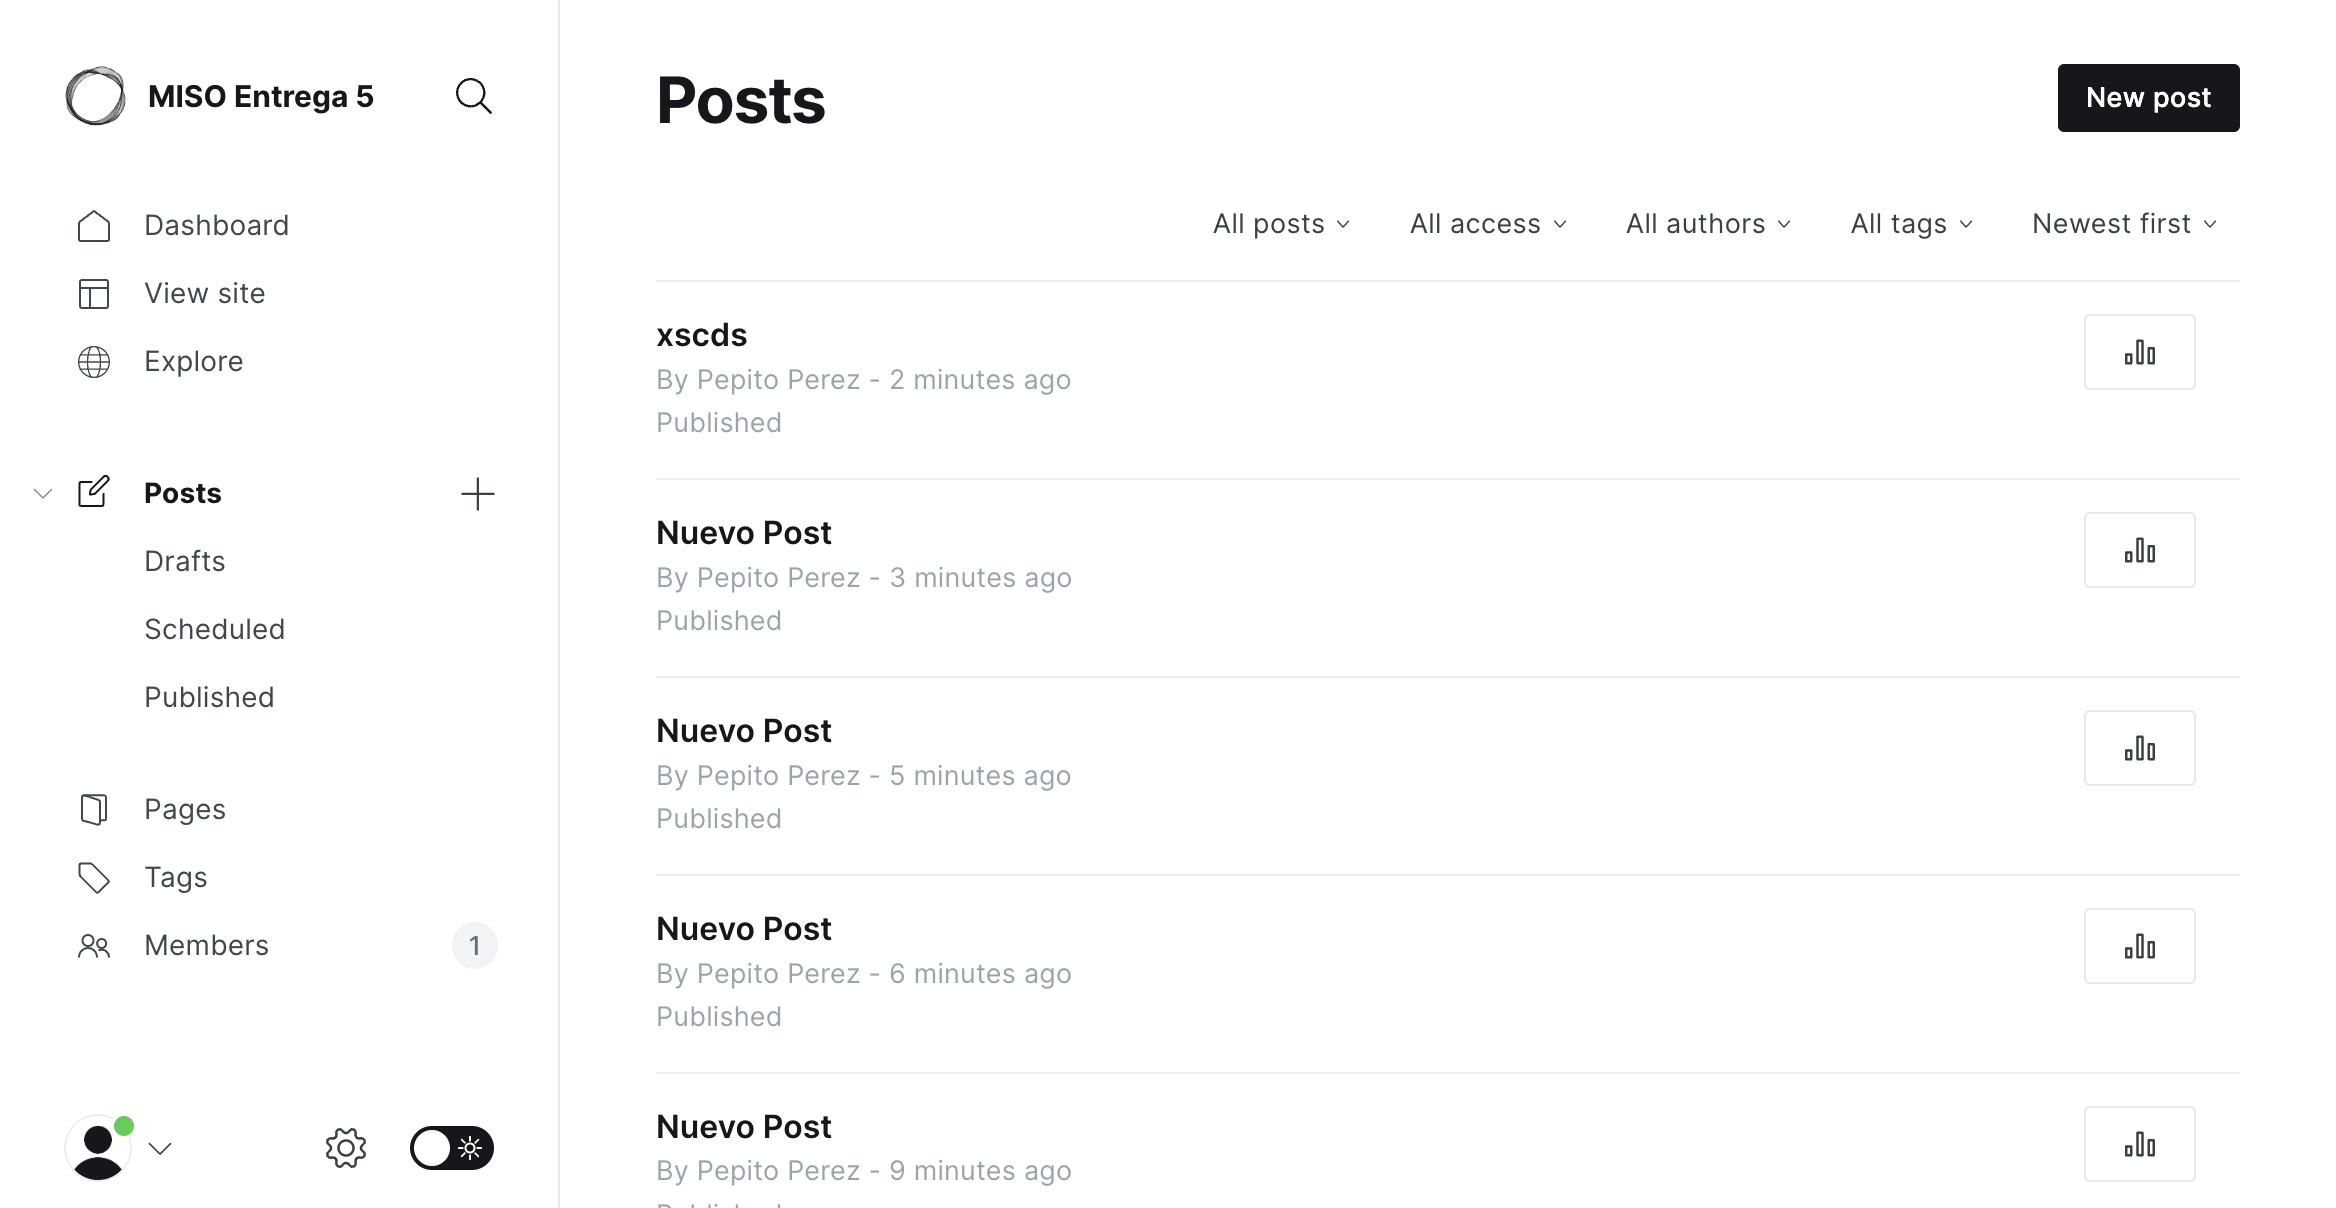 MISO Entrega 5
Dashboard
View site
Explore
Posts
Drafts
Scheduled
Published
Pages
Tags
Members 1
Posts
New post
All posts All access All authors All tags Newest first
xscds
By Pepito Perez - 2 minutes ago
Published
Nuevo Post
By Pepito Perez - 3 minutes ago
Published
Nuevo Post
By Pepito Perez - 5 minutes ago
Published
Nuevo Post
By Pepito Perez - 6 minutes ago
Published
Nuevo Post
By Pepito Perez - 9 minutes ago